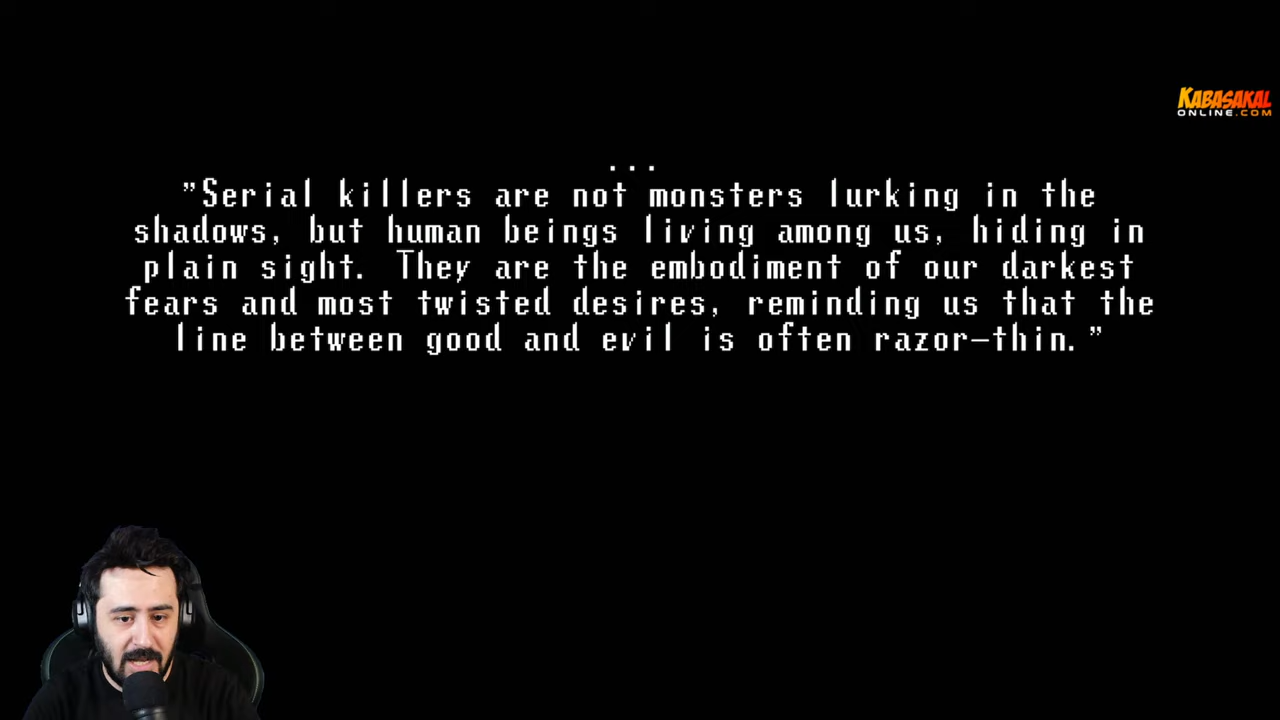 KABASAKAL
ONLINE.COM
...
"Serial killers are not monsters lurking in the
shadows, but human beings living among us, hiding in
plain sight. They are the embodiment of our darkest
fears and most twisted desires, reminding us that the
line between good and evil is often razor-thin."